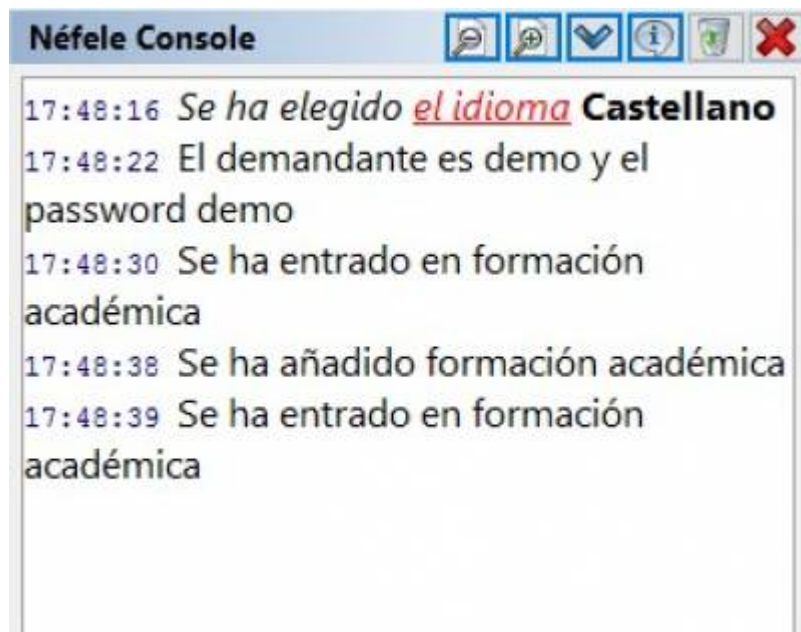 Néfele Console
17:48:16 Se ha elegido el idioma Castellano
17:48:22 El demandante es demo y el
password demo
17:48:30 Se ha entrado en formación
académica
17:48:38 Se ha añadido formación académica
17:48:39 Se ha entrado en formación
académica